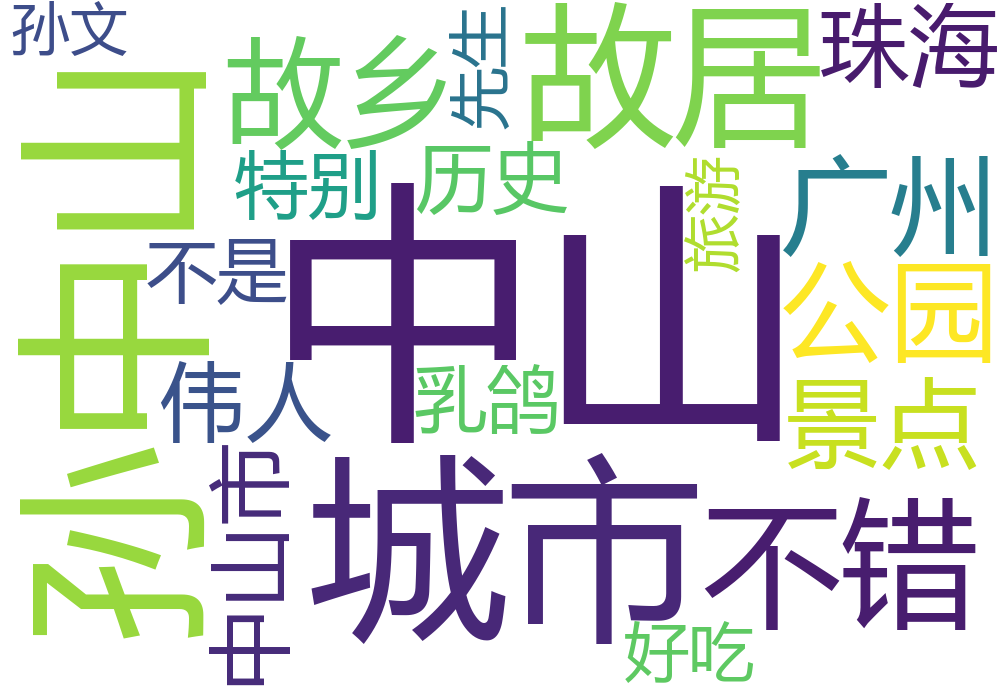 孙文
故乡
先生
故居
珠海
孙中山
特别
历史
旅游
广州
不是
中山
公园
伟人
乳鸽
景点
中山市
城市
不错
好吃